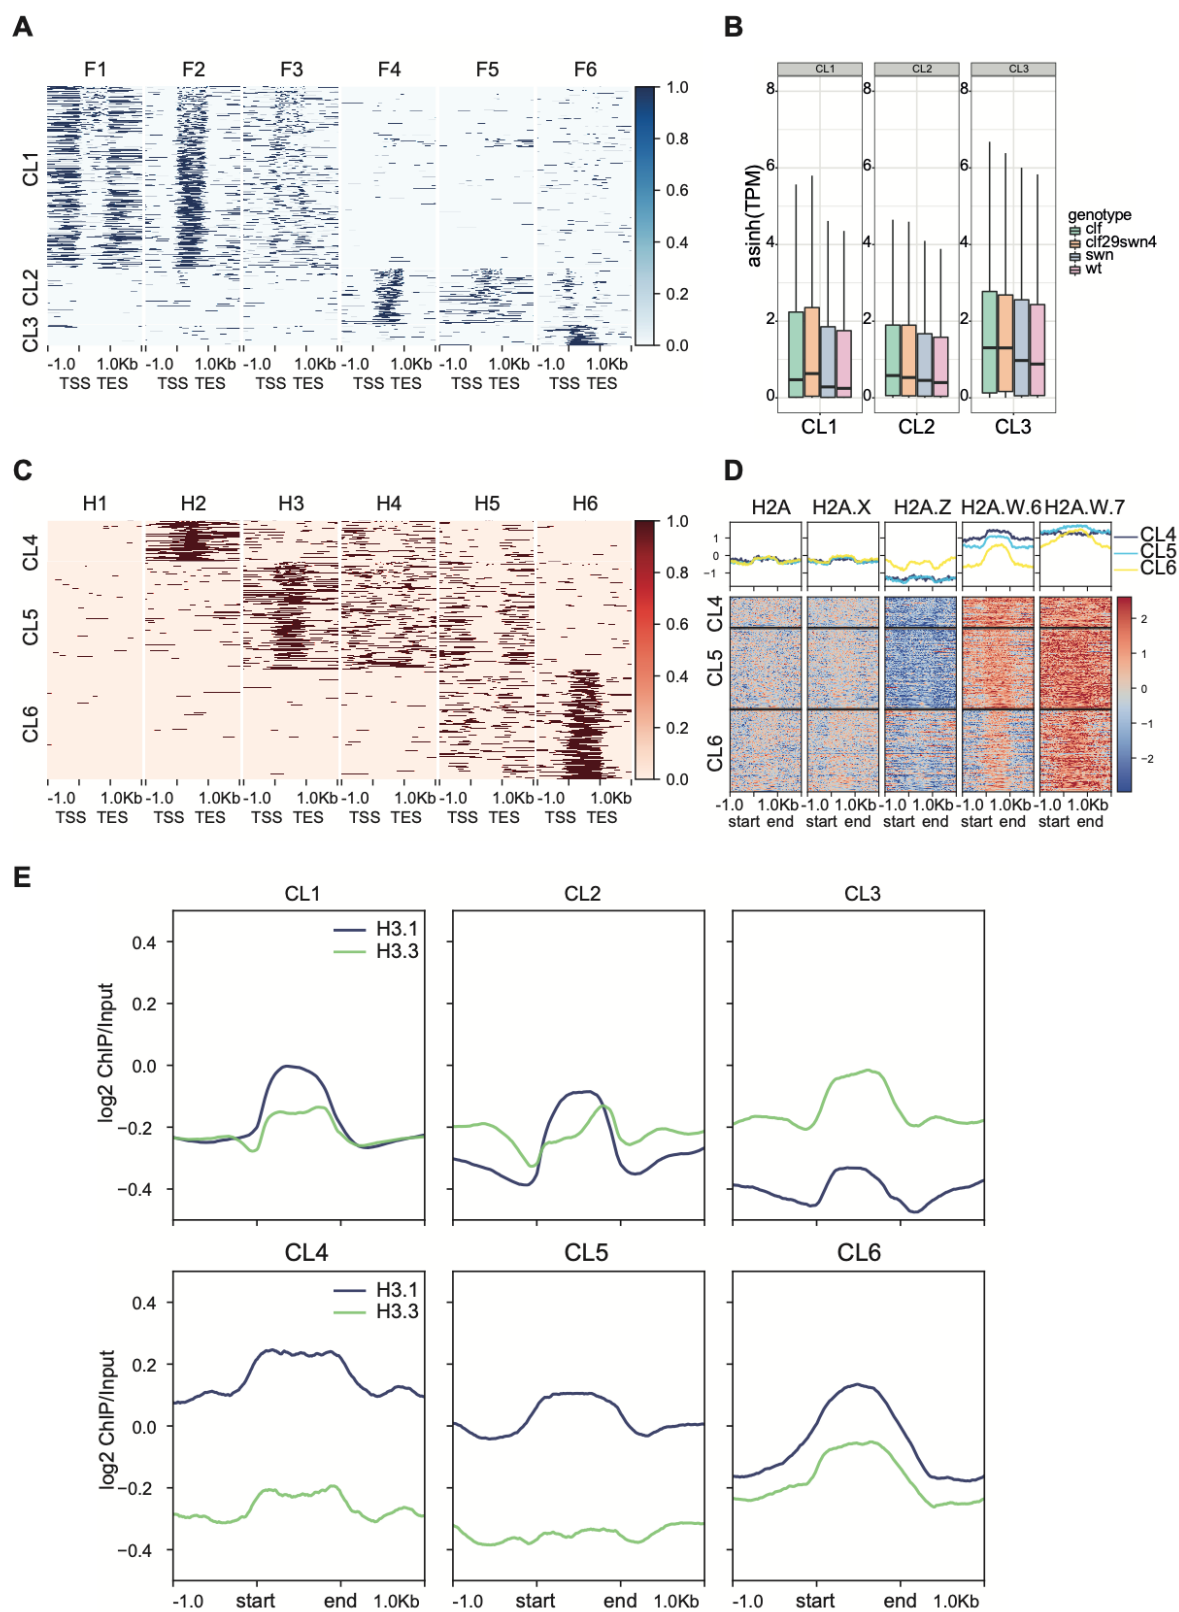 A
F1 F2 F3 F4 F5 F6
1.0
0.8
0.6
0.4
0.2
0.0
CL1
CL2
CL3
-1.0 1.0Kb -1.0 1.0Kb -1.0 1.0Kb -1.0 1.0Kb -1.0 1.0Kb -1.0 1.0Kb
TSS TES TSS TES TSS TES TSS TES TSS TES TSS TES
B
CL1 CL2 CL3
asinh(TPM)
8 8 8
6 6 6
4 4 4
2 2 2
0 0 0
CL1 CL2 CL3
genotype
clf
clf29swn4
swn
wt
C
H1 H2 H3 H4 H5 H6
1.0
0.8
0.6
0.4
0.2
0.0
CL4
CL5
CL6
-1.0 1.0Kb -1.0 1.0Kb -1.0 1.0Kb -1.0 1.0Kb -1.0 1.0Kb -1.0 1.0Kb
TSS TES TSS TES TSS TES TSS TES TSS TES TSS TES
D
H2A H2A.X H2A.Z H2A.W.6 H2A.W.7
1
0
−1
CL4
CL5
CL6
CL4
CL5
CL6
2
1
0
−1
−2
-1.0 1.0Kb -1.0 1.0Kb -1.0 1.0Kb -1.0 1.0Kb -1.0 1.0Kb
start end start end start end start end start end
E
CL1 CL2 CL3
H3.1
H3.3
log2 ChIP/Input
0.4
0.2
0.0
−0.2
−0.4
CL4 CL5 CL6
H3.1
H3.3
log2 ChIP/Input
0.4
0.2
0.0
−0.2
−0.4
-1.0 start end 1.0Kb -1.0 start end 1.0Kb -1.0 start end 1.0Kb